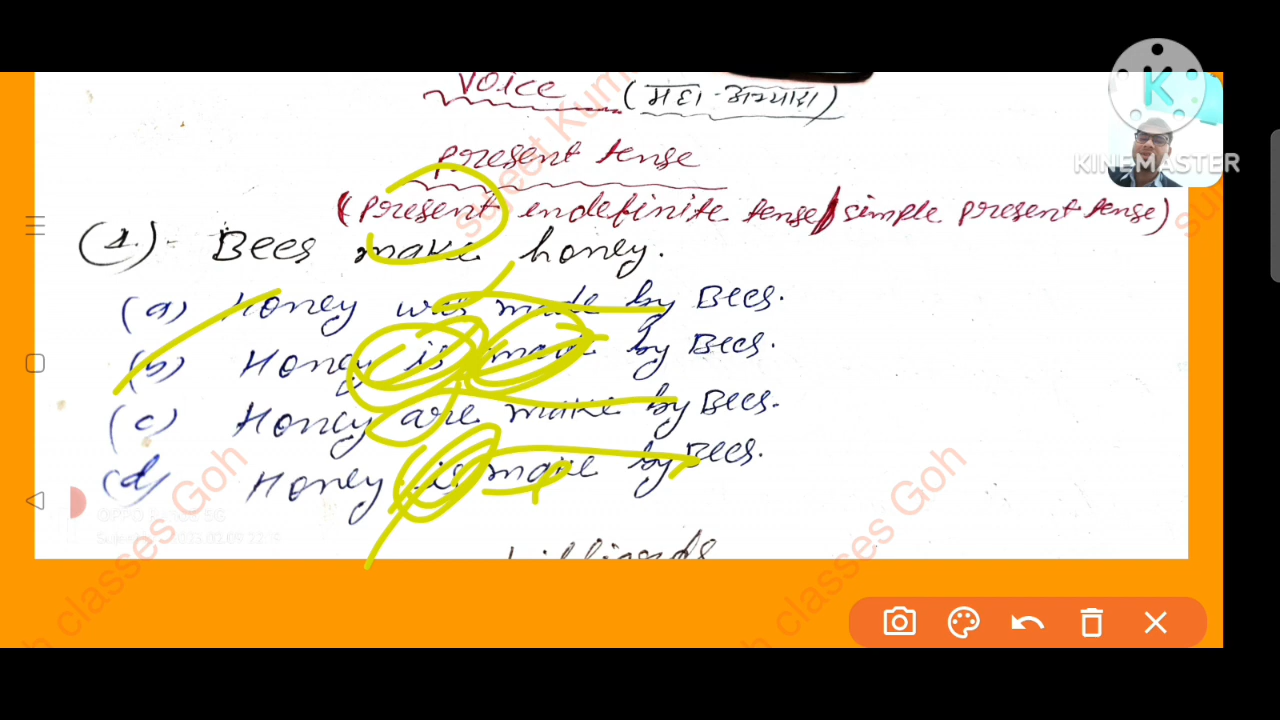 Voice (महा-अभ्यास)
KINEMASTER
present tense
(present indefinite tense/simple present tense)
(1.) - Bees make honey.
(a) Honey was made by Bees.
(b) Honey is made by Bees.
(c) Honey are make by Bees.
(d) Honey is make by Bees.